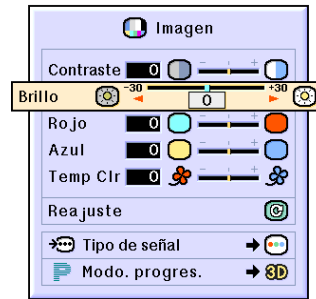 Imagen
Contraste 0 - +
Brillo -30 0 +30
Rojo 0 - +
Azul 0 - +
Temp Clr 0 - +
Reajuste
Tipo de señal
P Modo. progres. 3D